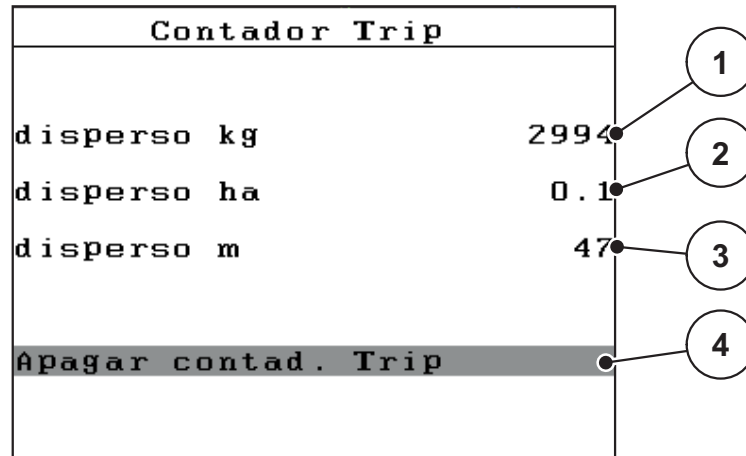 Contador Trip
1
disperso kg 2994
2
disperso ha 0.1
disperso m 47
3
Apagar contad. Trip
4